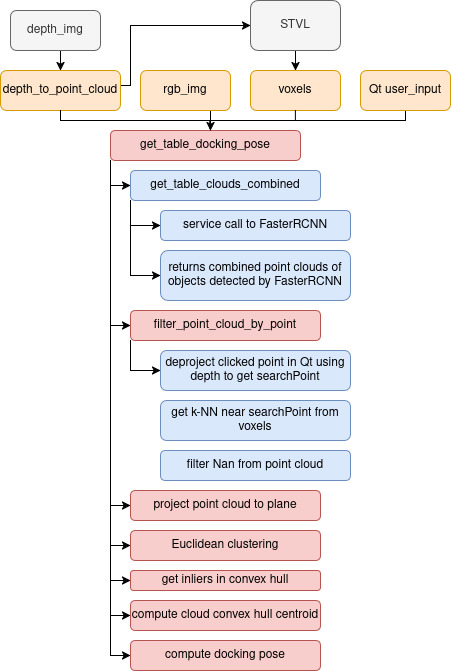 depth_img
STVL
depth_to_point_cloud
rgb_img
voxels
Qt user_input
get_table_docking_pose
get_table_clouds_combined
service call to FasterRCNN
returns combined point clouds of
objects detected by FasterRCNN
filter_point_cloud_by_point
deproject clicked point in Qt using
depth to get searchPoint
get k-NN near searchPoint from
voxels
filter Nan from point cloud
project point cloud to plane
Euclidean clustering
get inliers in convex hull
compute cloud convex hull centroid
compute docking pose